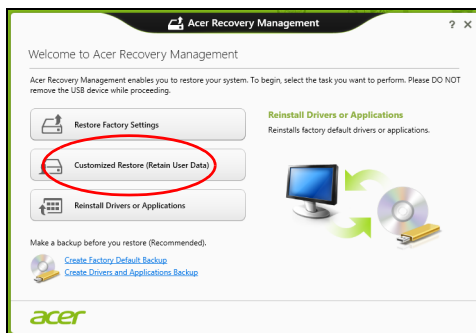 Acer Recovery Management
? X
Welcome to Acer Recovery Management
Acer Recovery Management enables you to restore your system. To begin, select the task you want to perform. Please DO NOT
remove the USB device while proceeding.
Restore Factory Settings
Customized Restore (Retain User Data)
Reinstall Drivers or Applications
Reinstall Drivers or Applications
Reinstalls factory default drivers or applications.
Make a backup before you restore (Recommended).
Create Factory Default Backup
Create Drivers and Applications Backup
acer